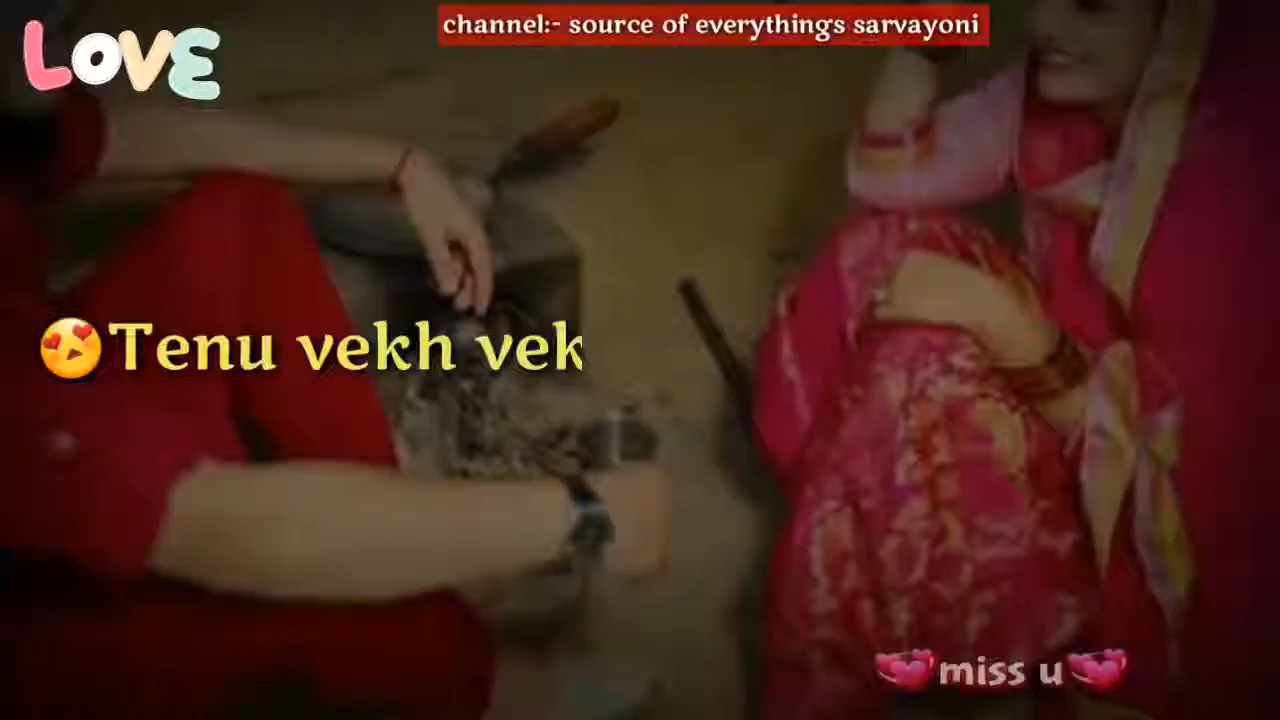 LOVE
channel:- source of everythings sarvayoni
😍Tenu vekh vek
💞miss u💞